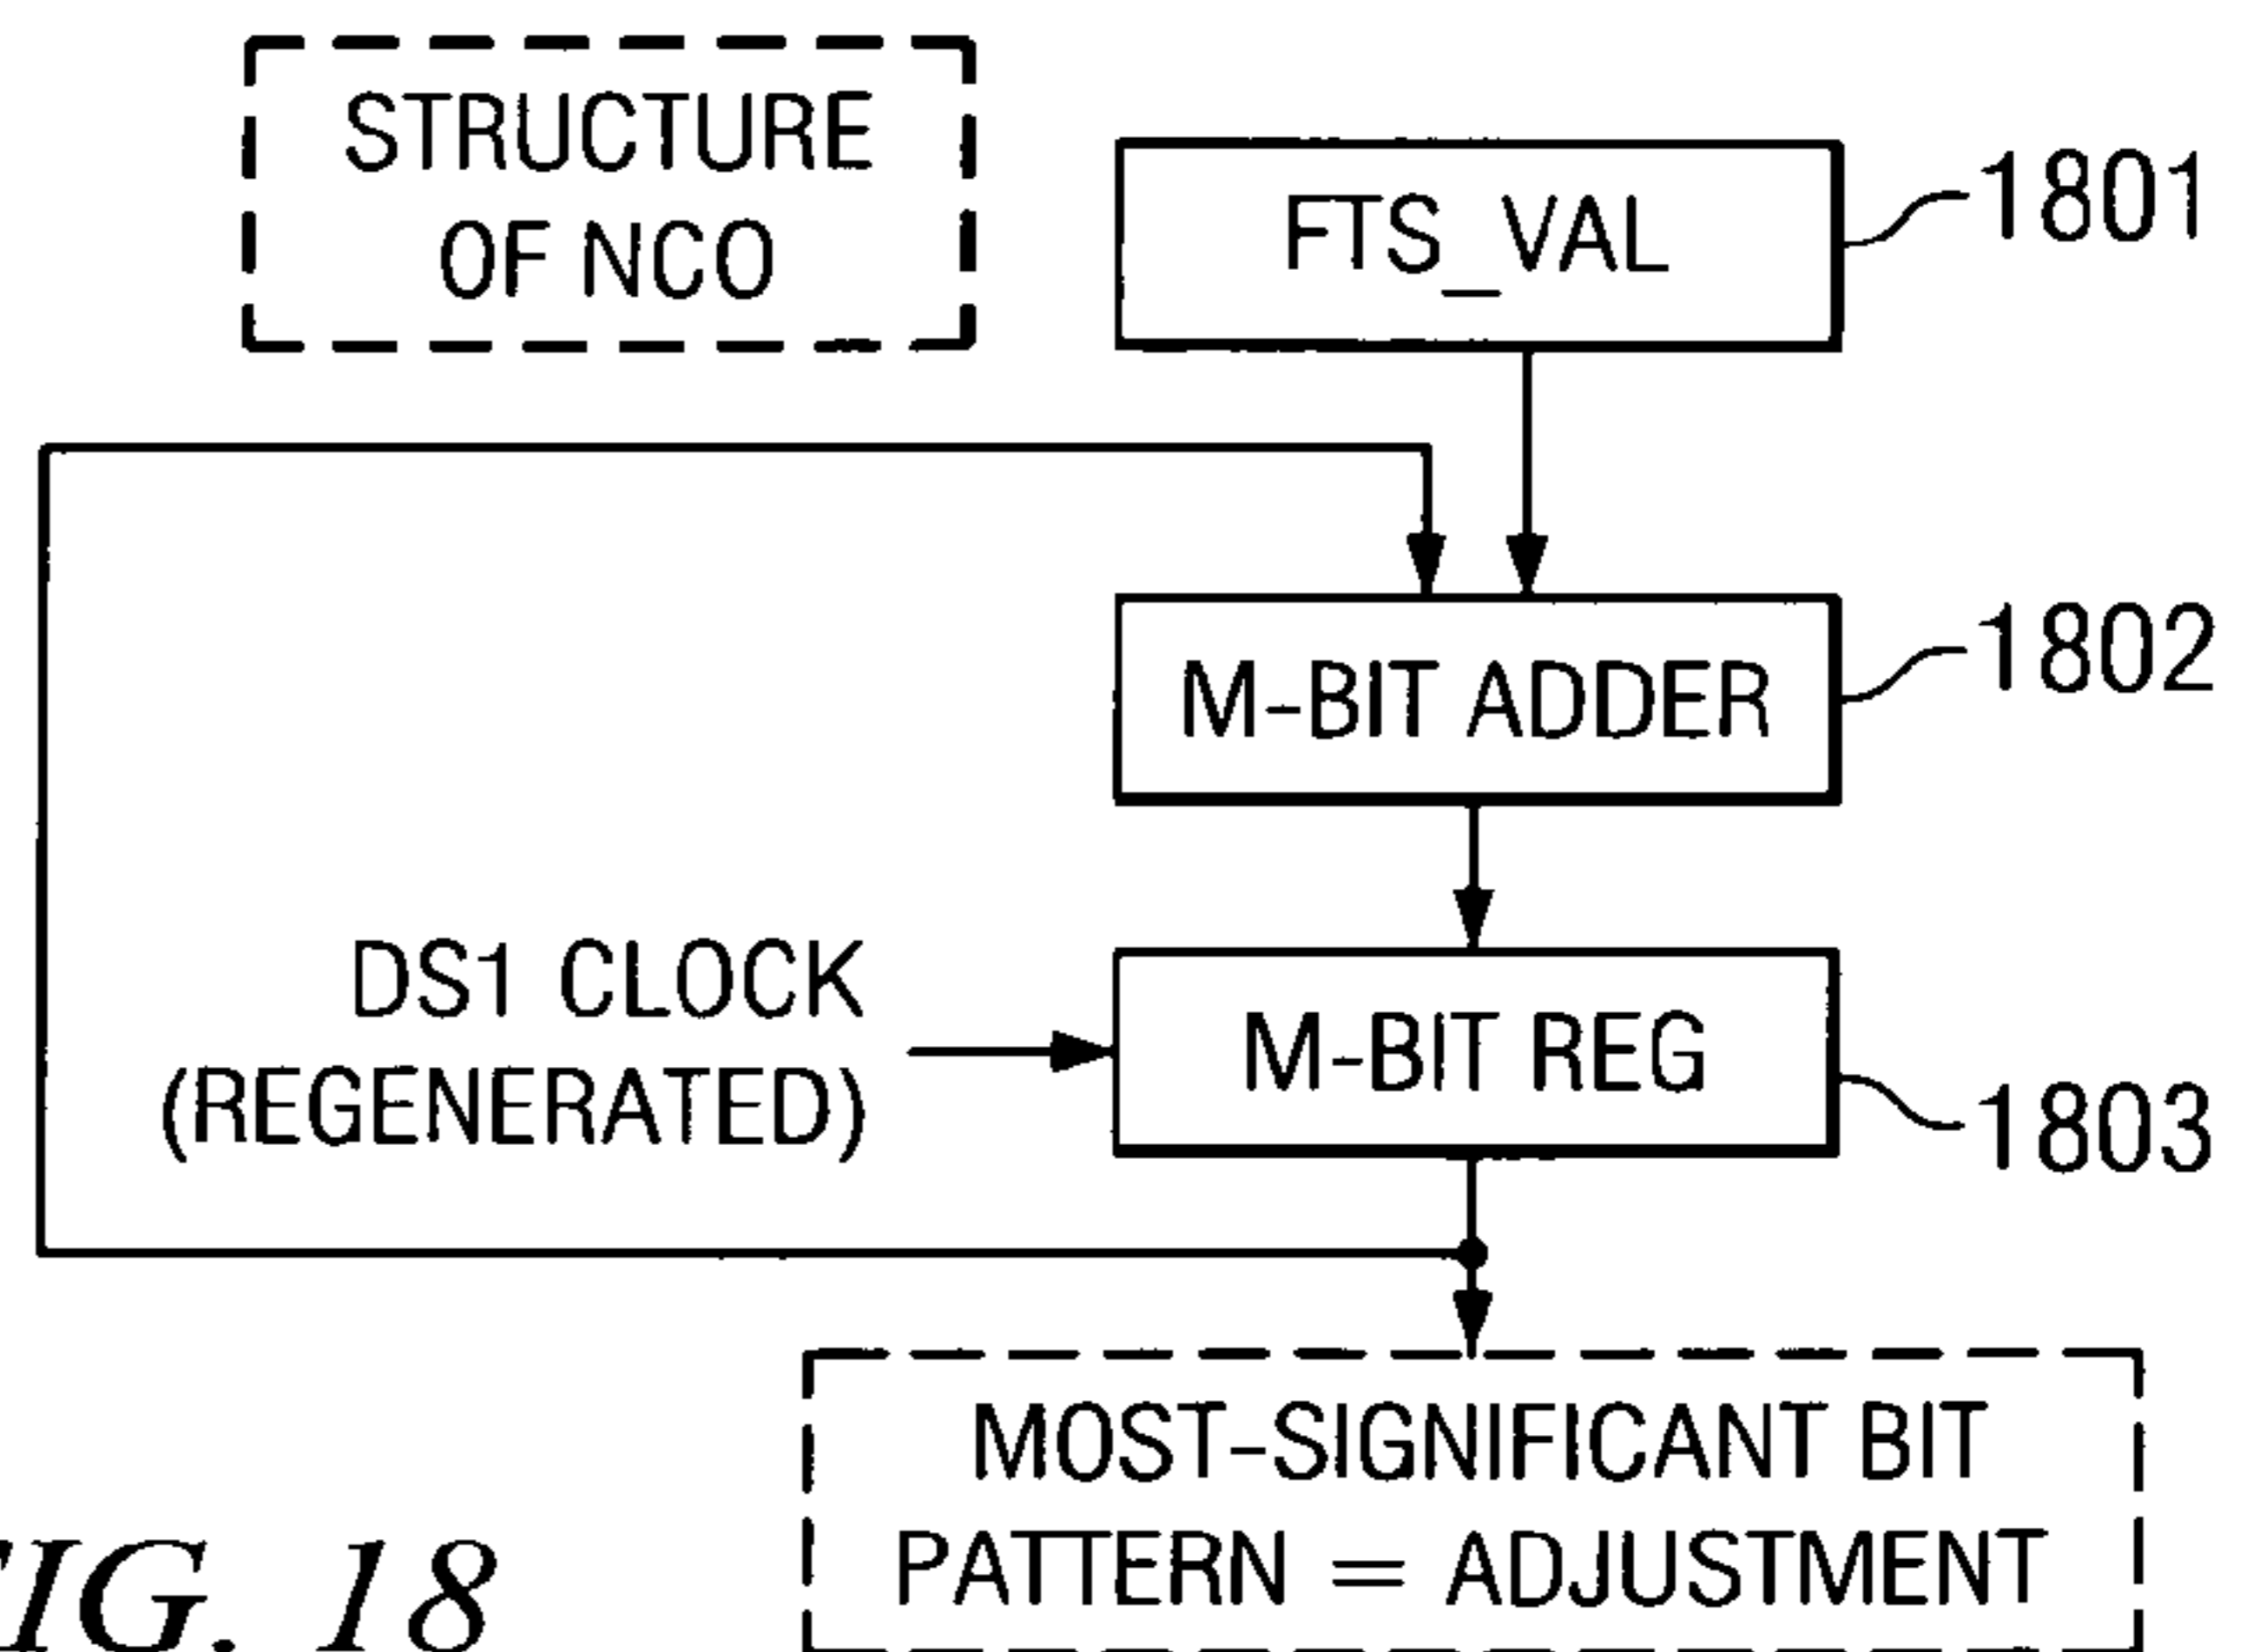 STRUCTURE
OF NCO
FTS_VAL
1801
M-BIT ADDER
1802
DS1 CLOCK
(REGENERATED)
M-BIT REG
1803
MOST-SIGNIFICANT BIT
PATTERN = ADJUSTMENT
FIG. 18